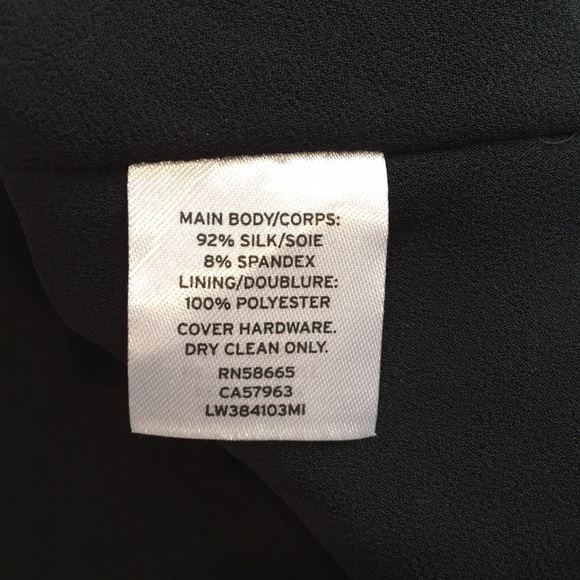 MAIN BODY/CORPS:
92% SILK/SOIE
8% SPANDEX
LINING/DOUBLURE:
100% POLYESTER
COVER HARDWARE.
DRY CLEAN ONLY.
RN58665
CA57963
LW384103MI